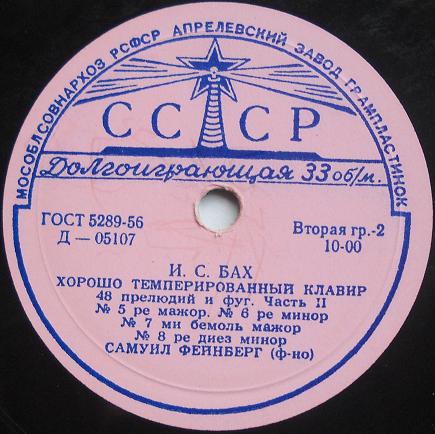 МОСОБЛСОВНАРХОЗ РСФСР АПРЕЛЕВСКИЙ ЗАВОД ГРАМПЛАСТИНОК
СССР
Долгоиграющая 33 об/м.
ГОСТ 5289-56
Д — 05107
Вторая гр.-2
10-00
И. С. БАХ
ХОРОШО ТЕМПЕРИРОВАННЫЙ КЛАВИР
48 прелюдий и фуг. Часть II
№ 5 ре мажор. № 6 ре минор
№ 7 ми бемоль мажор
№ 8 ре диез минор
САМУИЛ ФЕЙНБЕРГ (ф-но)